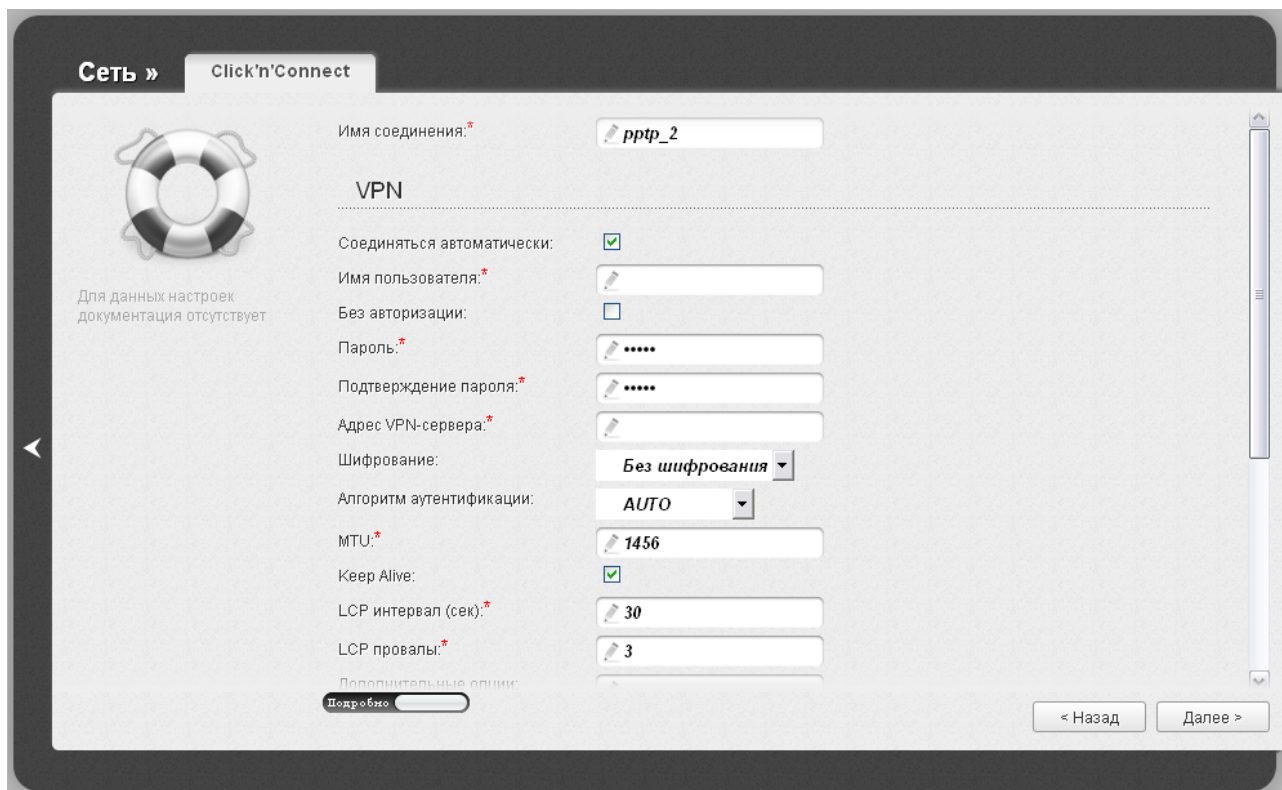 Сеть »
Click'n'Connect
Для данных настроек
документация отсутствует
Имя соединения:* pptp_2
VPN
Соединяться автоматически:
Имя пользователя:*
Без авторизации:
Пароль:* •••••
Подтверждение пароля:* •••••
Адрес VPN-сервера:*
Шифрование: Без шифрования
Алгоритм аутентификации: AUTO
MTU:* 1456
Keep Alive:
LCP интервал (сек):* 30
LCP провалы:* 3
Дополнительные опции:
Подробно
< Назад
Далее >